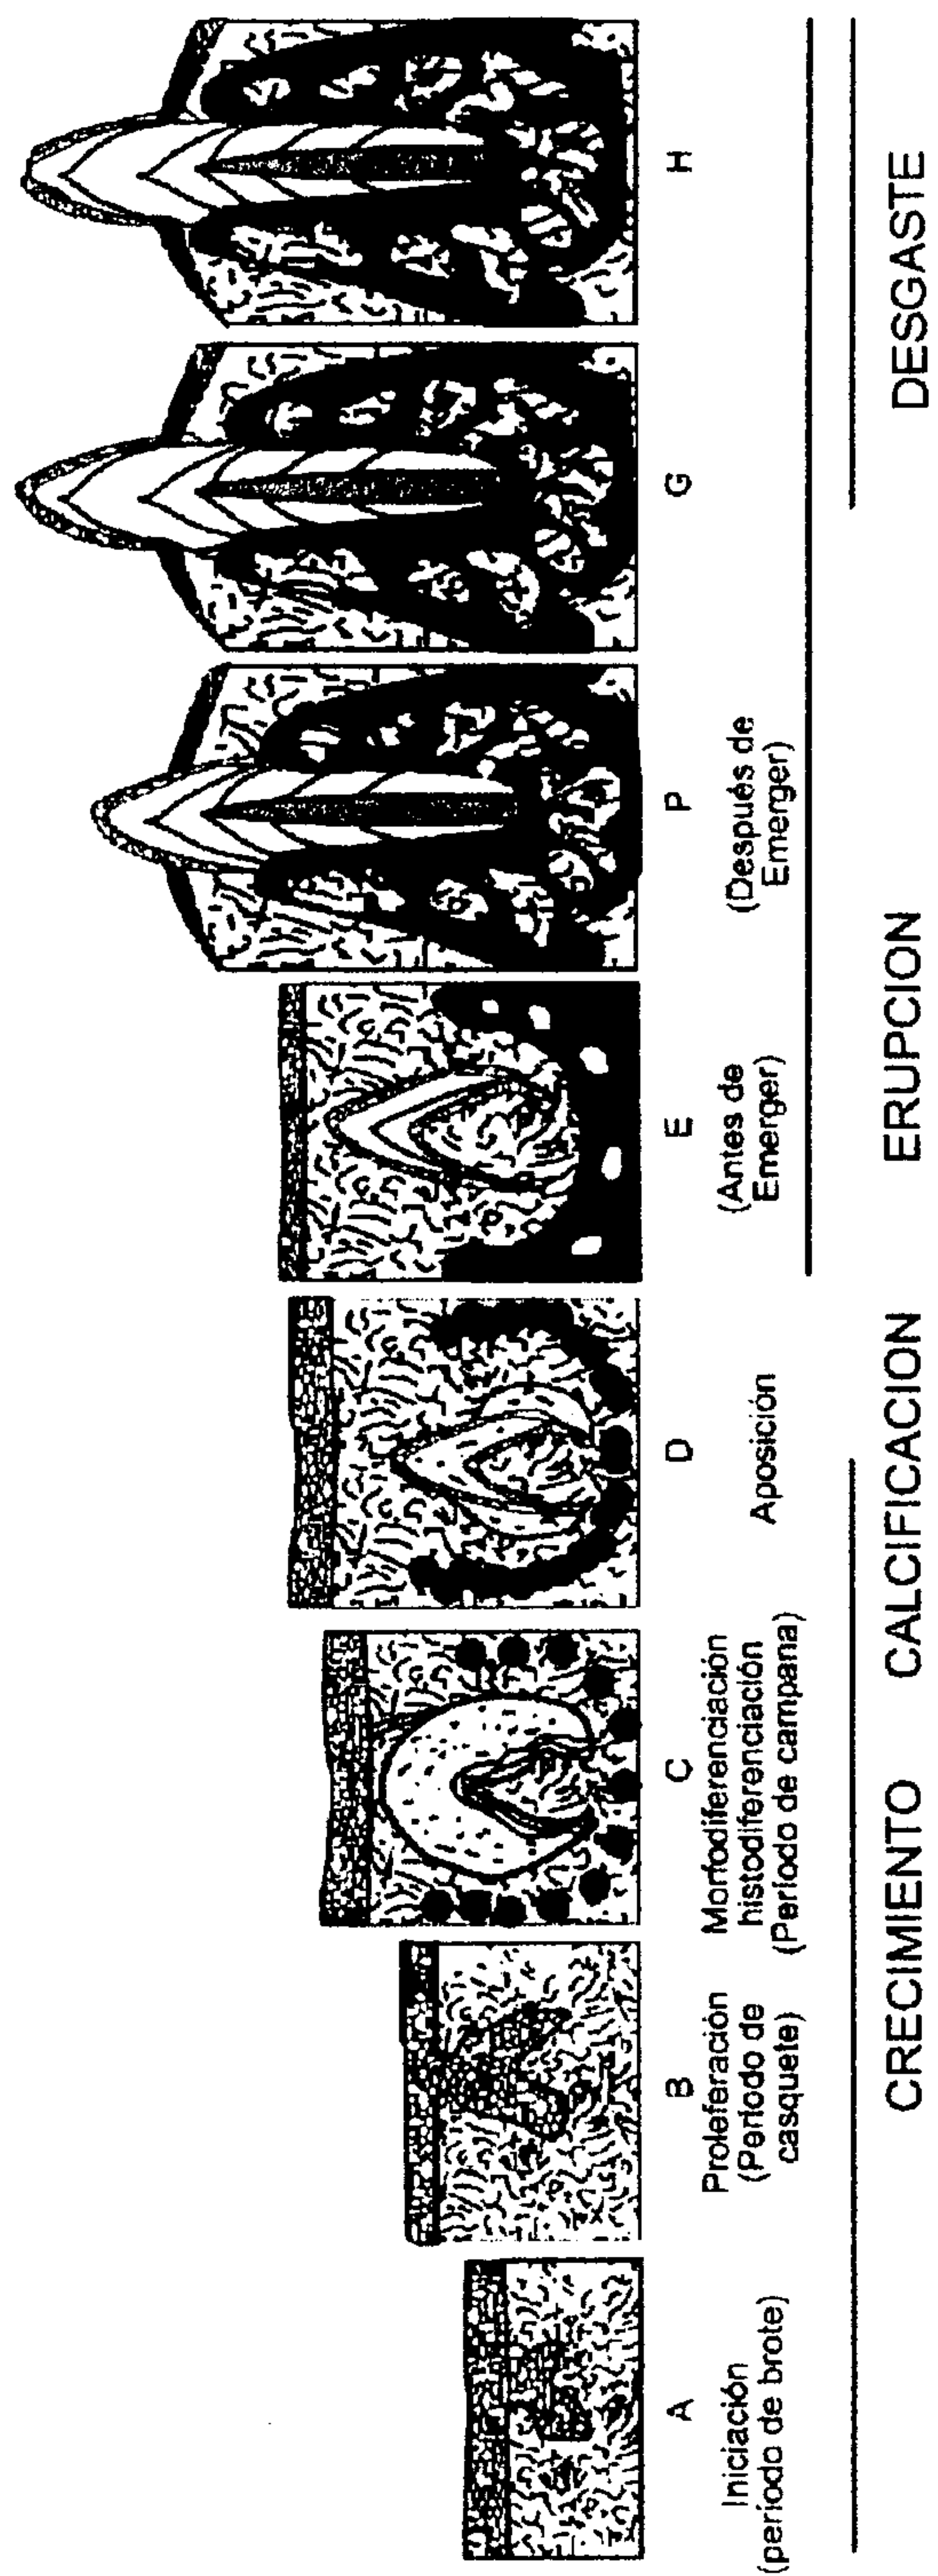 A
Iniciación
(período de brote)
B
Proleferación
(Período de
casquete)
C
Morfodiferenciación
histodiferenciación
(Período de campana)
D
Aposición
E
(Antes de
Emerger)
P
(Después de
Emerger)
G
H
CRECIMIENTO
CALCIFICACION
ERUPCION
DESGASTE